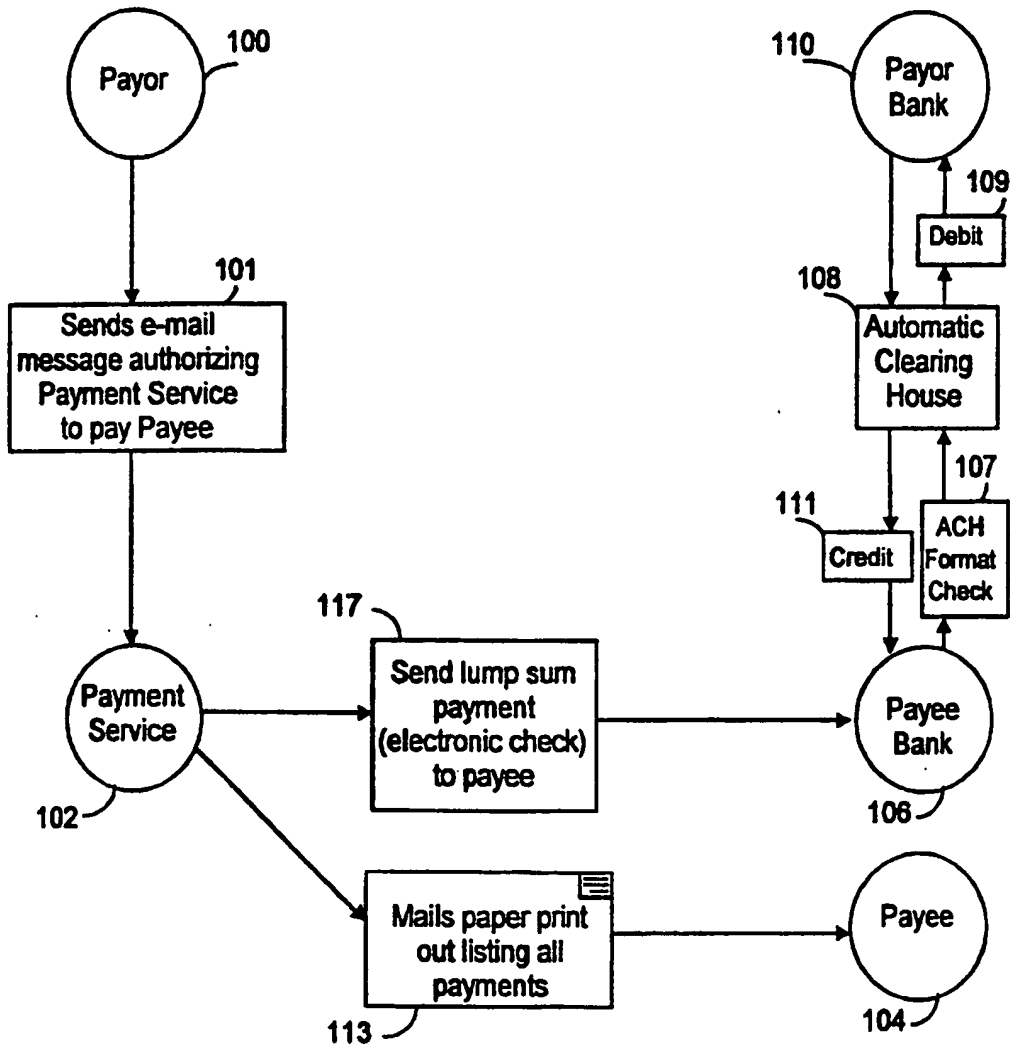 100
Payor
110
Payor
Bank
109
Debit
101
Sends e-mail
message authorizing
Payment Service
to pay Payee
108
Automatic
Clearing
House
107
ACH
Format
Check
111
Credit
117
Send lump sum
payment
(electronic check)
to payee
Payment
Service
102
Payee
Bank
106
Mails paper print
out listing all
payments
113
Payee
104